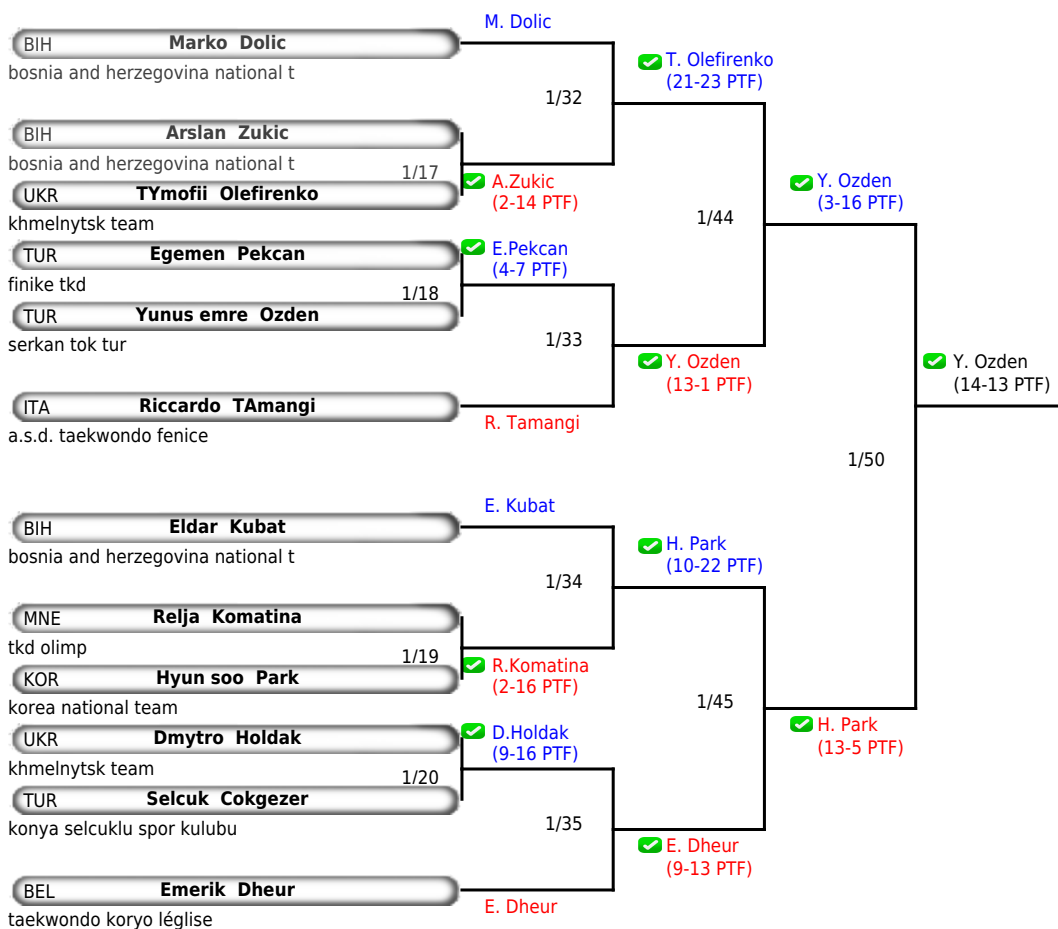 M. Dolic
BIH Marko Dolic
bosnia and herzegovina national t
T. Olefirenko
(21-23 PTF)
1/32
BIH Arslan Zukic
bosnia and herzegovina national t
1/17
A.Zukic
(2-14 PTF)
UKR TYmofii Olefirenko
khmelnytsk team
Y. Ozden
(3-16 PTF)
1/44
TUR Egemen Pekcan
finike tkd
E.Pekcan
(4-7 PTF)
1/18
TUR Yunus emre Ozden
serkan tok tur
1/33
Y. Ozden
(13-1 PTF)
Y. Ozden
(14-13 PTF)
ITA Riccardo TAmangi
a.s.d. taekwondo fenice
R. Tamangi
1/50
E. Kubat
BIH Eldar Kubat
bosnia and herzegovina national t
H. Park
(10-22 PTF)
1/34
MNE Relja Komatina
tkd olimp
1/19
R.Komatina
(2-16 PTF)
KOR Hyun soo Park
korea national team
1/45
H. Park
(13-5 PTF)
UKR Dmytro Holdak
khmelnytsk team
D.Holdak
(9-16 PTF)
1/20
TUR Selcuk Cokgezer
konya selcuklu spor kulubu
1/35
E. Dheur
(9-13 PTF)
BEL Emerik Dheur
taekwondo koryo léglise
E. Dheur